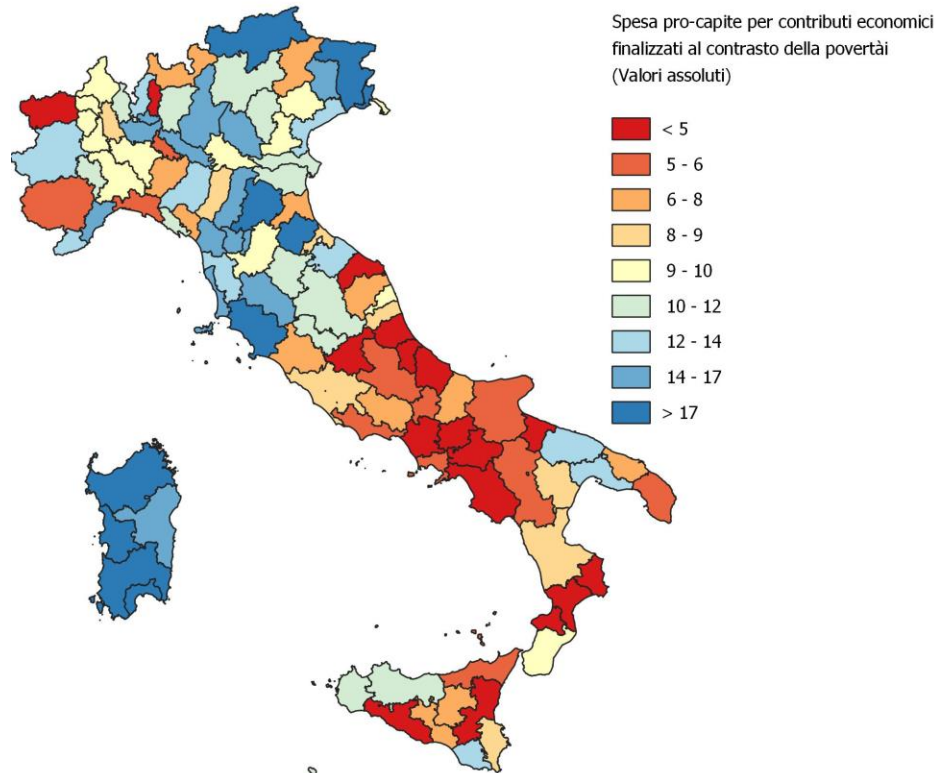 Spesa pro-capite per contributi economici
finalizzati al contrasto della povertài
(Valori assoluti)
< 5
5 - 6
6 - 8
8 - 9
9 - 10
10 - 12
12 - 14
14 - 17
> 17